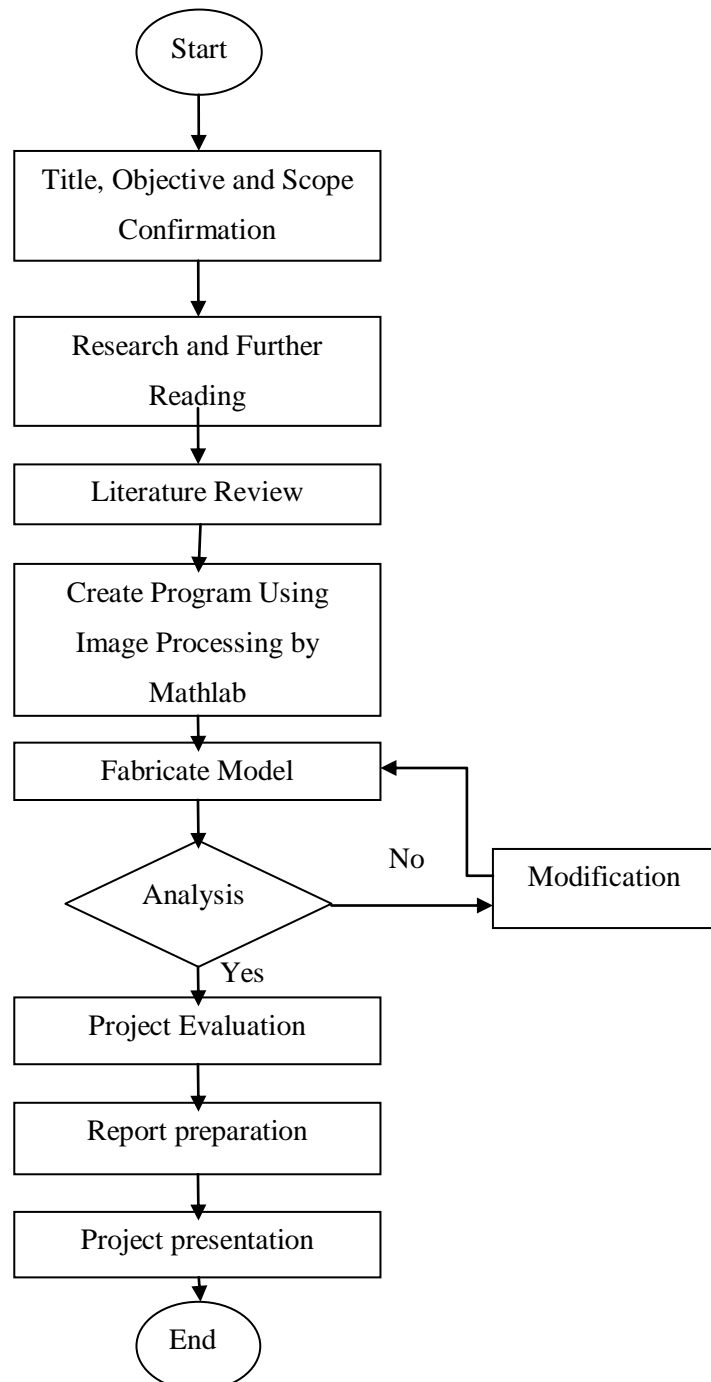 Start
Title, Objective and Scope
Confirmation
Research and Further
Reading
Literature Review
Create Program Using
Image Processing by
Mathlab
Fabricate Model
No
Modification
Analysis
Yes
Project Evaluation
Report preparation
Project presentation
End